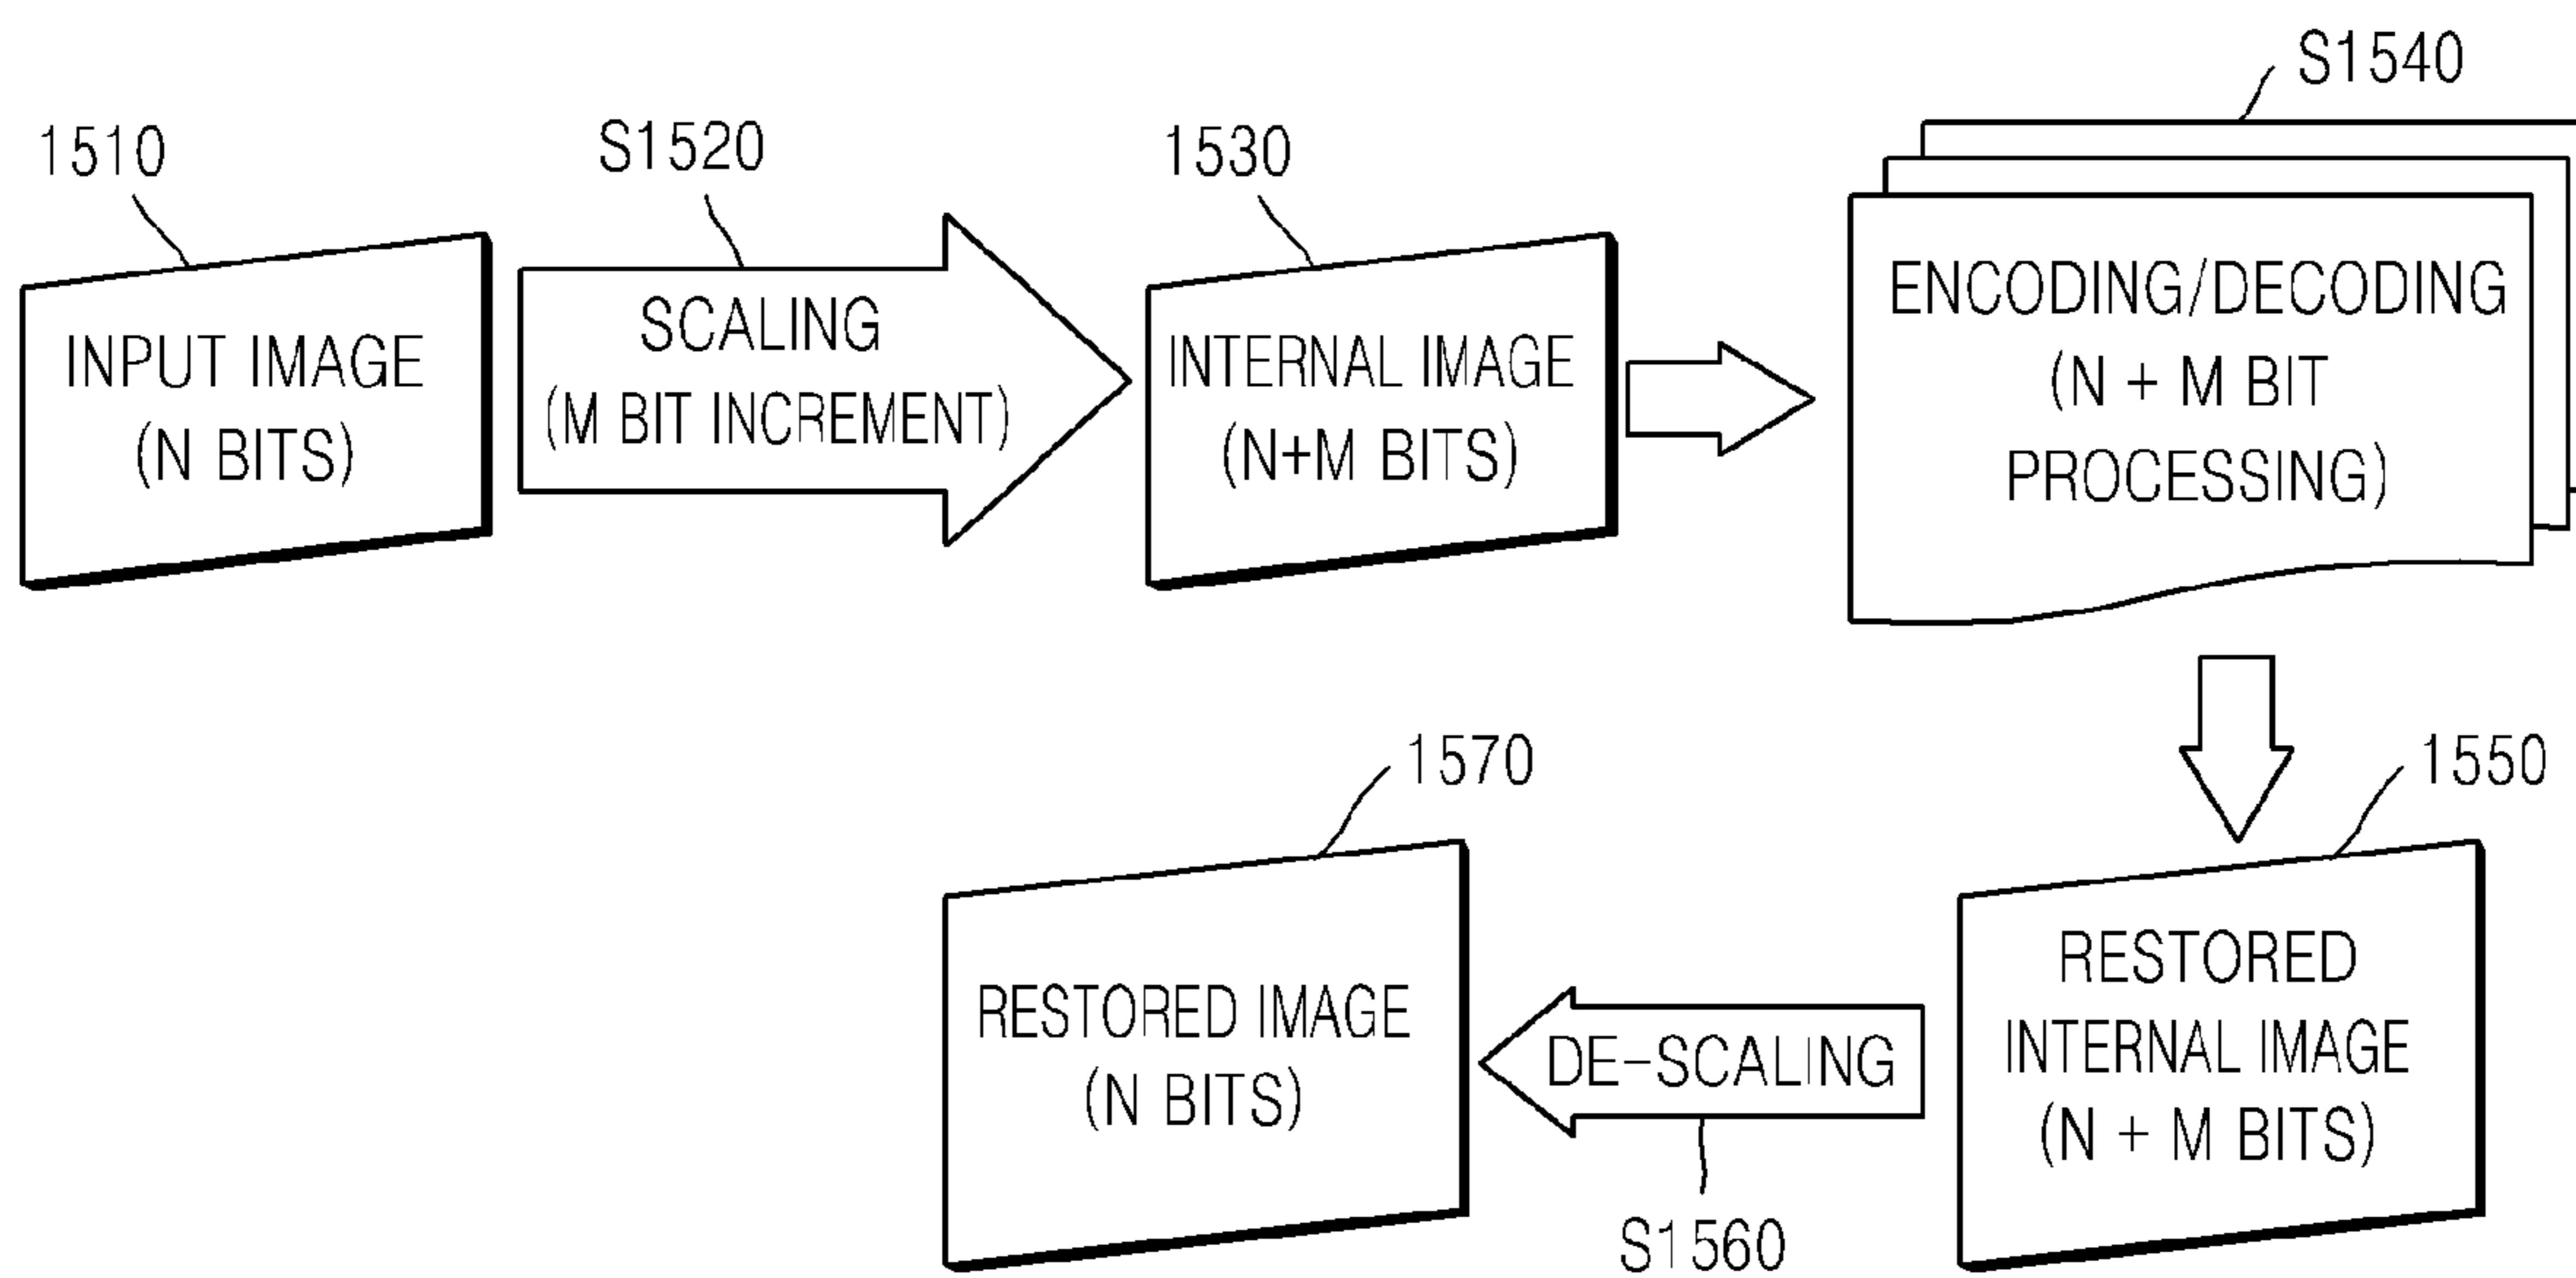 S1540
1510
S1520
1530
INPUT IMAGE
(N BITS)
SCALING
(M BIT INCREMENT)
INTERNAL IMAGE
(N+M BITS)
ENCODING/DECODING
(N + M BIT
PROCESSING)
1570
1550
RESTORED IMAGE
(N BITS)
DE-SCALING
RESTORED
INTERNAL IMAGE
(N + M BITS)
S1560